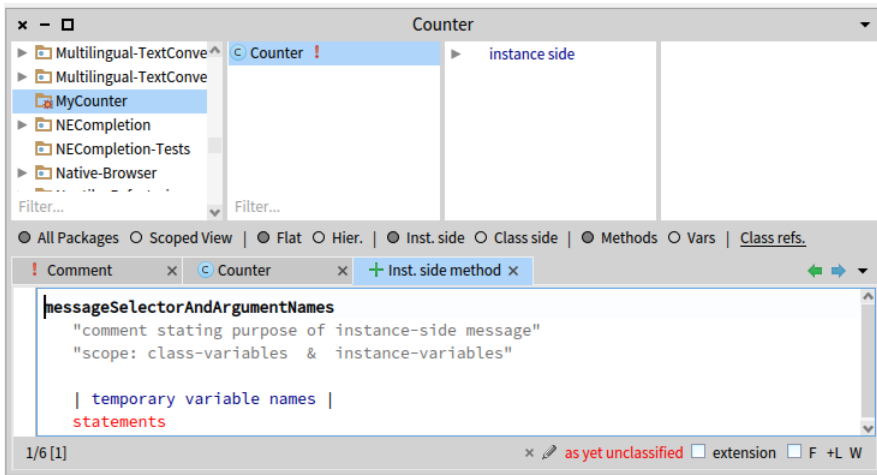 Counter
Multilingual-TextConve
Multilingual-TextConve
MyCounter
NECompletion
NECompletion-Tests
Native-Browser
Filter...
Counter !
Filter...
instance side
All Packages Scoped View | Flat Hier. | Inst. side Class side | Methods Vars | Class refs.
! Comment × C Counter × + Inst. side method ×
messageSelectorAndArgumentNames
"comment stating purpose of instance-side message"
"scope: class-variables & instance-variables"
| temporary variable names |
statements
1/6 [1] × as yet unclassified extension F +L W